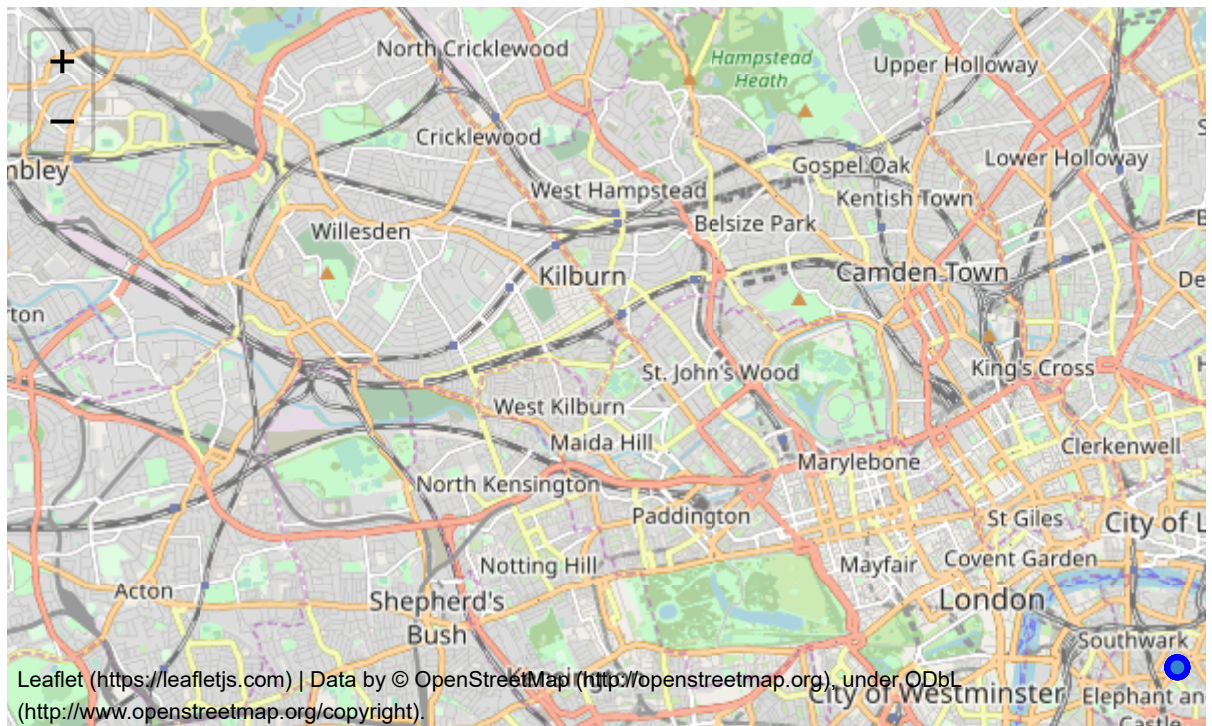 North Cricklewood
Hampstead
Heath
Upper Holloway
+
−
Cricklewood
Gospel Oak
Lower Holloway
mbley
West Hampstead
Kentish Town
Belsize Park
Willesden
Kilburn
Camden Town
De
rton
St. John's Wood
King's Cross
West Kilburn
Maida Hill
Clerkenwell
Marylebone
North Kensington
Paddington
St Giles
City of L
Notting Hill
Mayfair
Covent Garden
Acton
Shepherd's
Bush
London
Southwark
Leaflet (https://leafletjs.com) | Data by © OpenStreetMap (http://openstreetmap.org), under ODbL
(http://www.openstreetmap.org/copyright).
City of Westminster
Elephant an
Castle